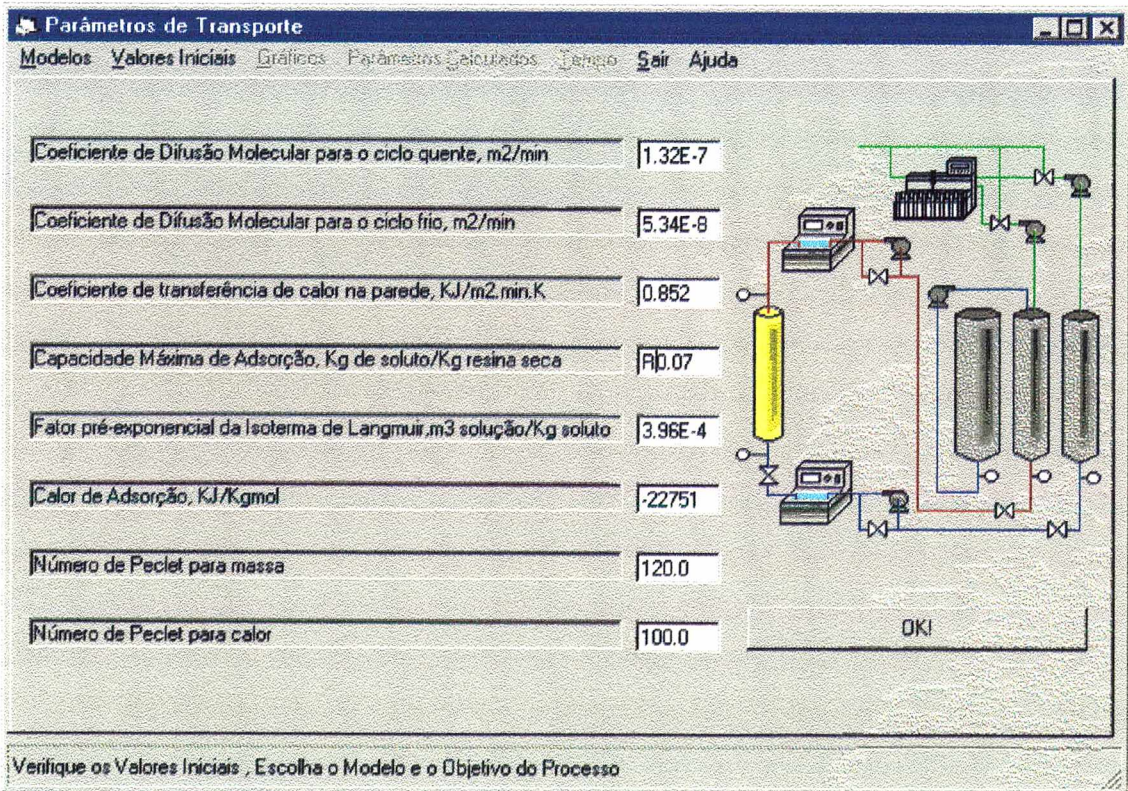 Parâmetros de Transporte
Modelos Valores Iniciais Gráficos Parâmetros Calculados Tempo Sair Ajuda
Coeficiente de Difusão Molecular para o ciclo quente, m2/min 1.32E-7
Coeficiente de Difusão Molecular para o ciclo frio, m2/min 5.34E-8
Coeficiente de transferência de calor na parede, KJ/m2.min.K 0.852
Capacidade Máxima de Adsorção, Kg de soluto/Kg resina seca R0.07
Fator pré-exponencial da Isoterma de Langmuir,m3 solução/Kg soluto 3.96E-4
Calor de Adsorção, KJ/Kgmol -22751
Número de Peclet para massa 120.0
Número de Peclet para calor 100.0
OK!
Verifique os Valores Iniciais , Escolha o Modelo e o Objetivo do Processo